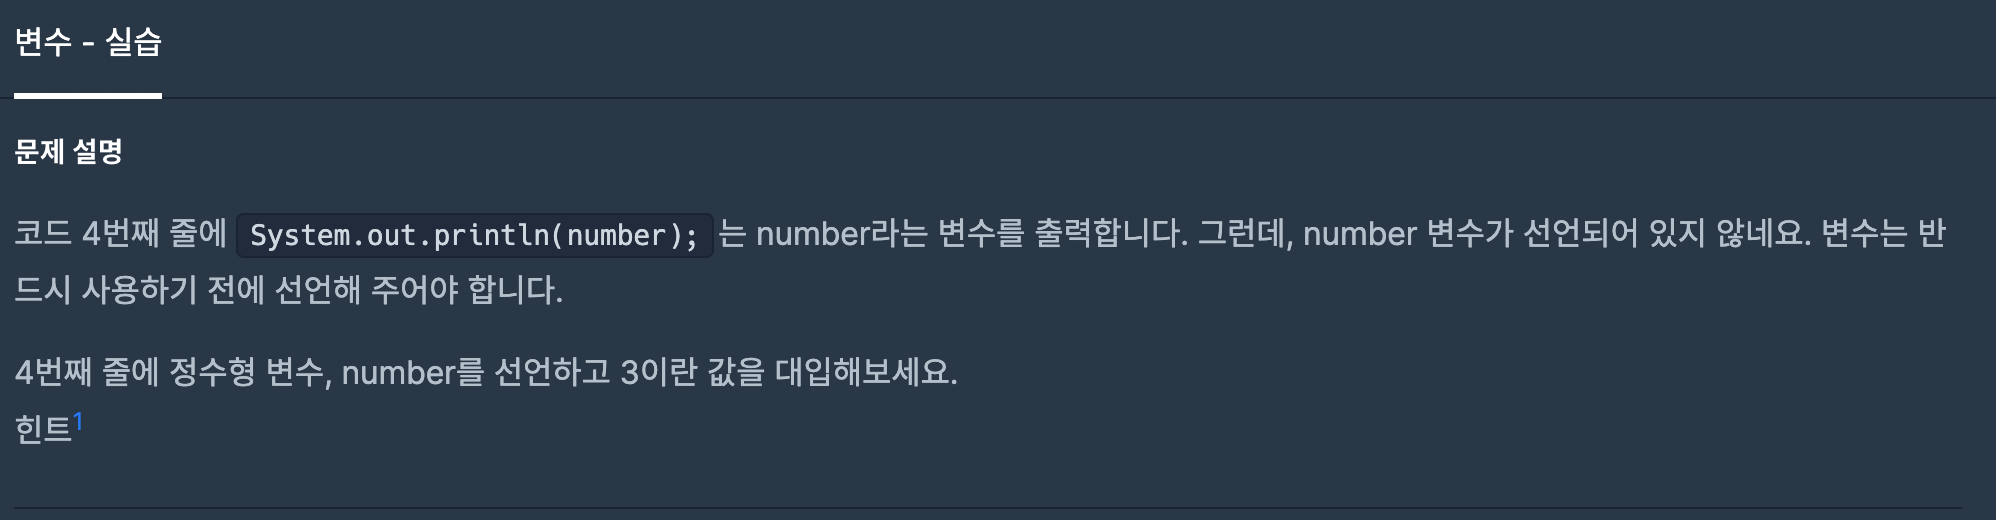 변수 - 실습
문제 설명
코드 4번째 줄에 System.out.println(number); 는 number라는 변수를 출력합니다. 그런데, number 변수가 선언되어 있지 않네요. 변수는 반
드시 사용하기 전에 선언해 주어야 합니다.
4번째 줄에 정수형 변수, number를 선언하고 3이란 값을 대입해보세요.
힌트1